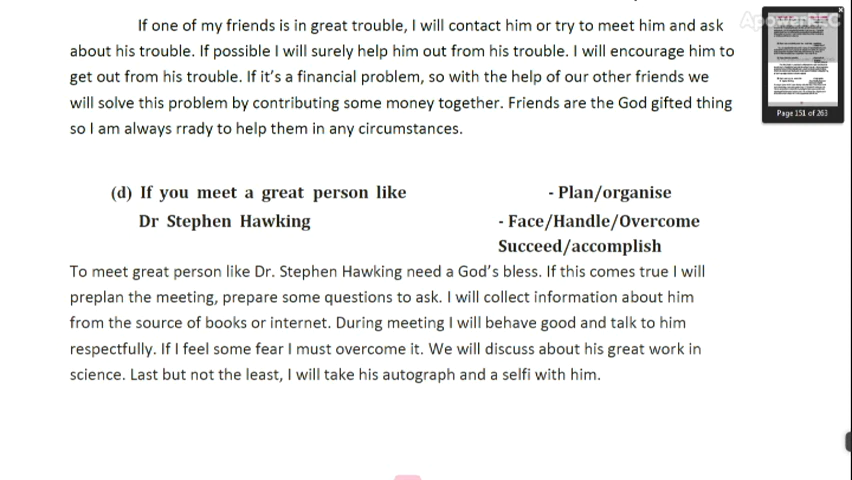 ApowerREC
If one of my friends is in great trouble, I will contact him or try to meet him and ask
about his trouble. If possible I will surely help him out from his trouble. I will encourage him to
get out from his trouble. If it's a financial problem, so with the help of our other friends we
will solve this problem by contributing some money together. Friends are the God gifted thing
so I am always rrady to help them in any circumstances.
Page 151 of 263
(d) If you meet a great person like
Dr Stephen Hawking
- Plan/organise
- Face/Handle/Overcome
Succeed/accomplish
To meet great person like Dr. Stephen Hawking need a God's bless. If this comes true I will
preplan the meeting, prepare some questions to ask. I will collect information about him
from the source of books or internet. During meeting I will behave good and talk to him
respectfully. If I feel some fear I must overcome it. We will discuss about his great work in
science. Last but not the least, I will take his autograph and a selfi with him.